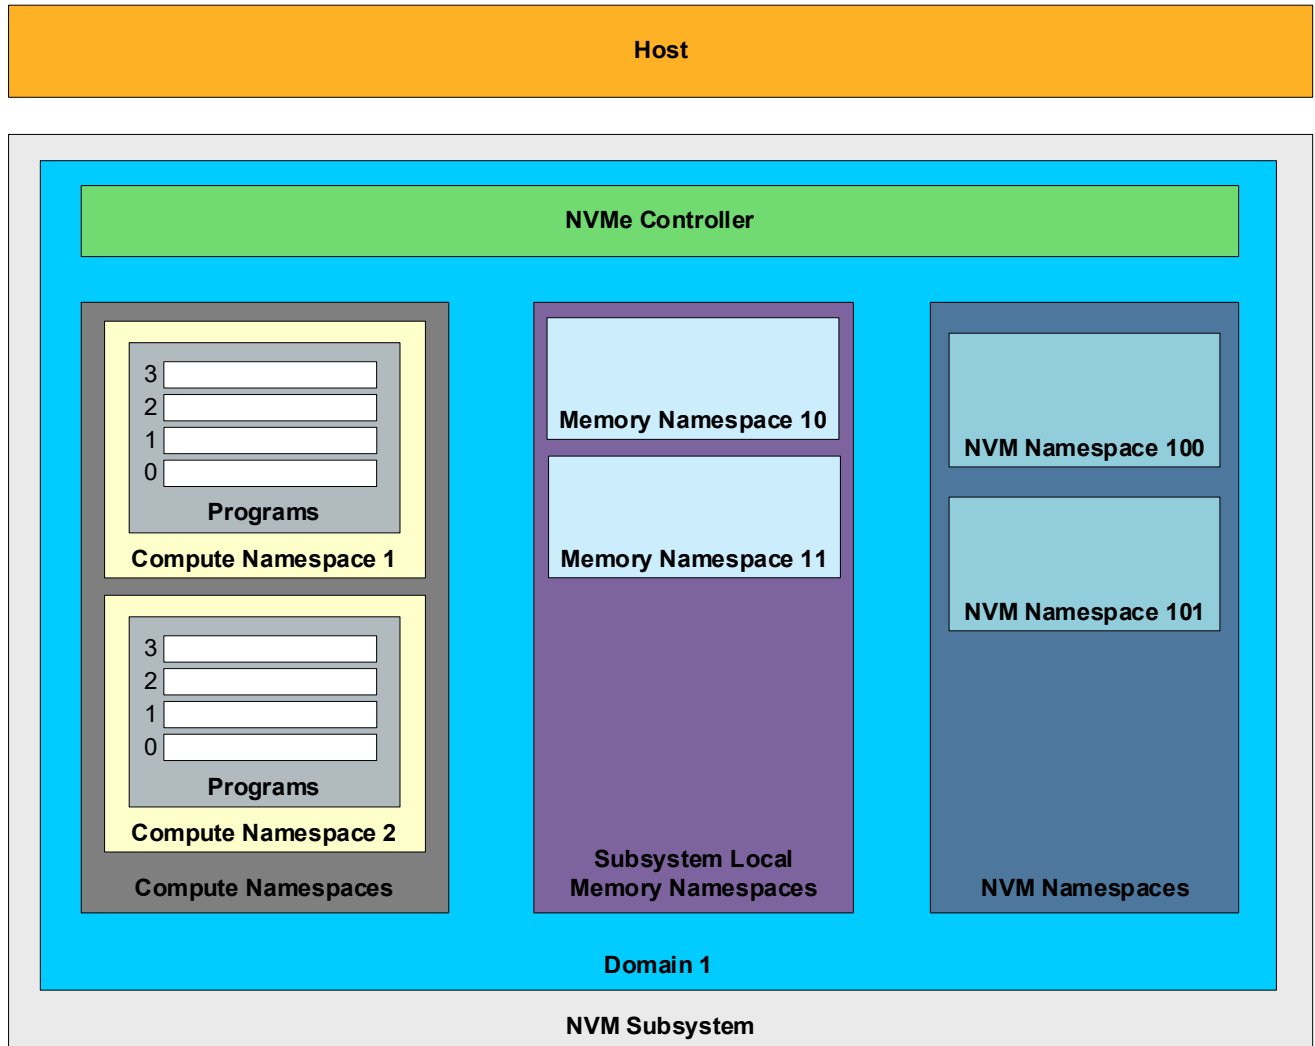 Host
NVMe Controller
3
2
1
0
Programs
Compute Namespace 1
3
2
1
0
Programs
Compute Namespace 2
Compute Namespaces
Memory Namespace 10
Memory Namespace 11
Subsystem Local
Memory Namespaces
NVM Namespace 100
NVM Namespace 101
NVM Namespaces
Domain 1
NVM Subsystem